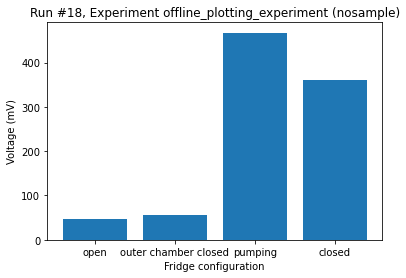 Run #18, Experiment offline_plotting_experiment (nosample)
Voltage (mV)
400
300
200
100
0
open outer chamber closed pumping closed
Fridge configuration